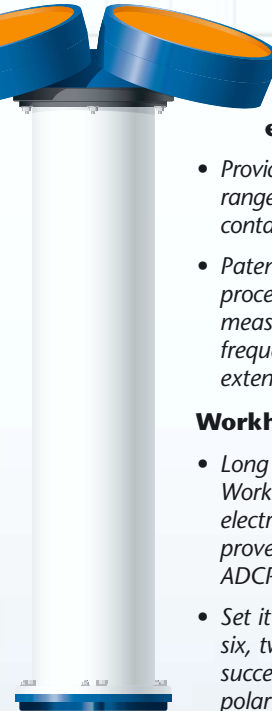 e
• Provid
range
conta
• Paten
proce
meas
frequ
exten
Workh
• Long
Work
electr
prove
ADCP
• Set it
six, tw
succe
polar